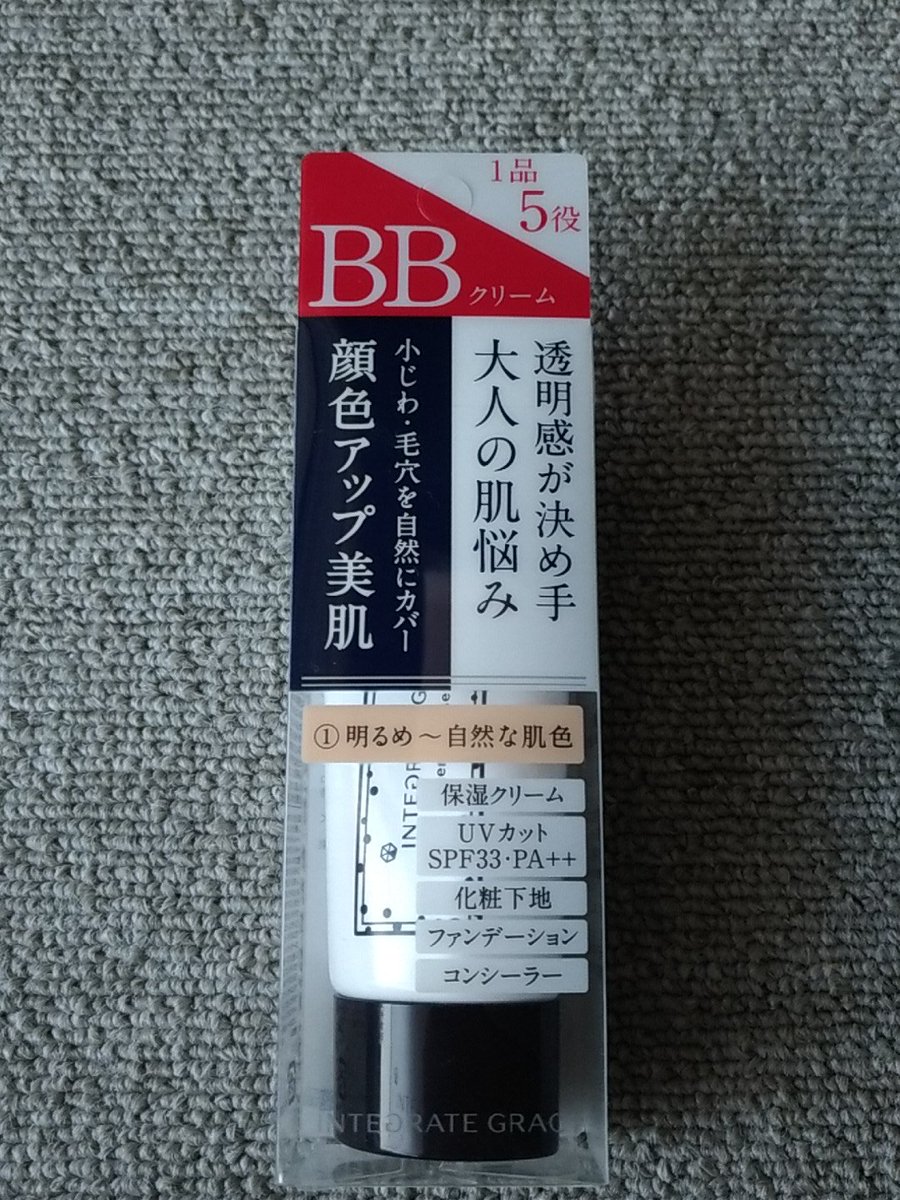 1品
5役
BB クリーム
透明感が決め手
大人の肌悩み
小じわ・毛穴を自然にカバー
顔色アップ美肌
①明るめ～自然な肌色
保湿クリーム
UVカット
SPF33・PA++
化粧下地
ファンデーション
コンシーラー
INTEGRATE GRAC